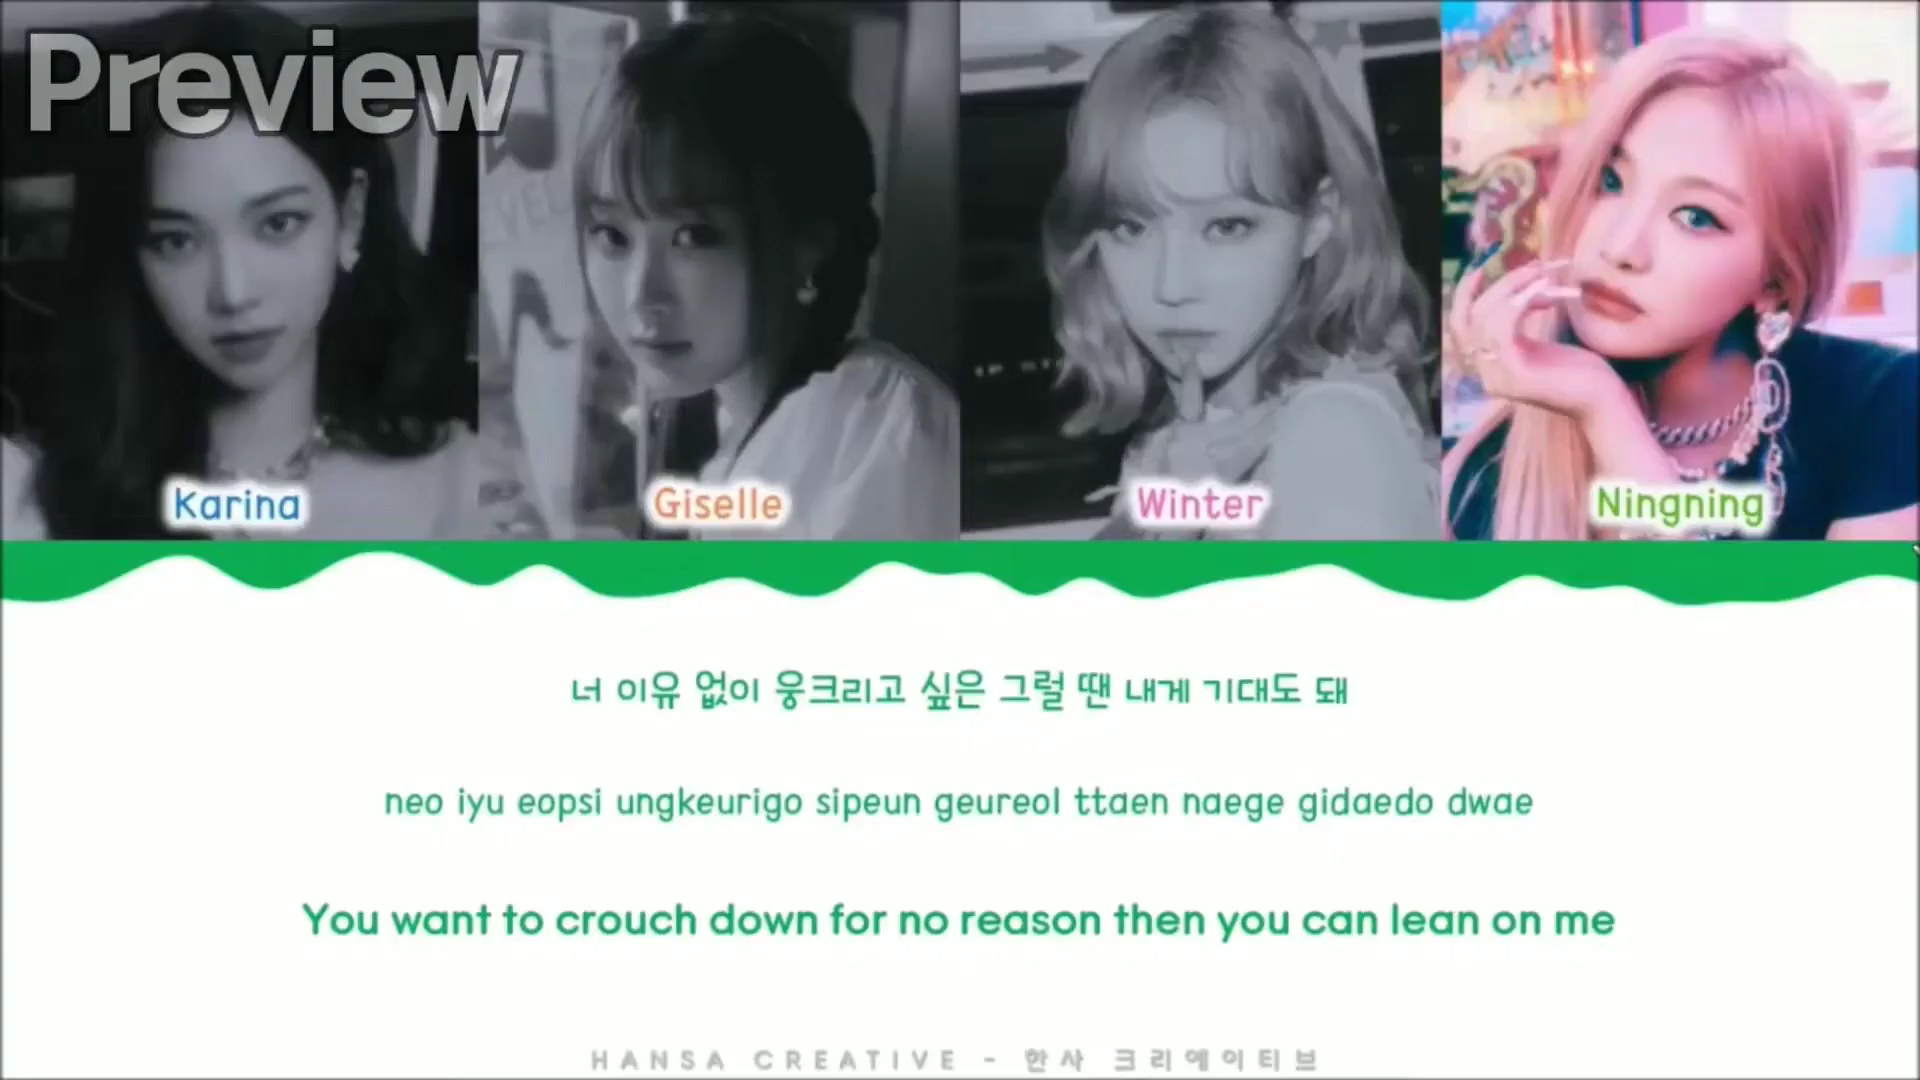 Preview
Karina
Giselle
Winter
Ningning
너 이유 없이 웅크리고 싶은 그럴 땐 내게 기대도 돼
neo iyu eopsi ungkeurigo sipeun geureol ttaen naege gidaedo dwae
You want to crouch down for no reason then you can lean on me
HANSA CREATIVE - 한사 크리에이티브